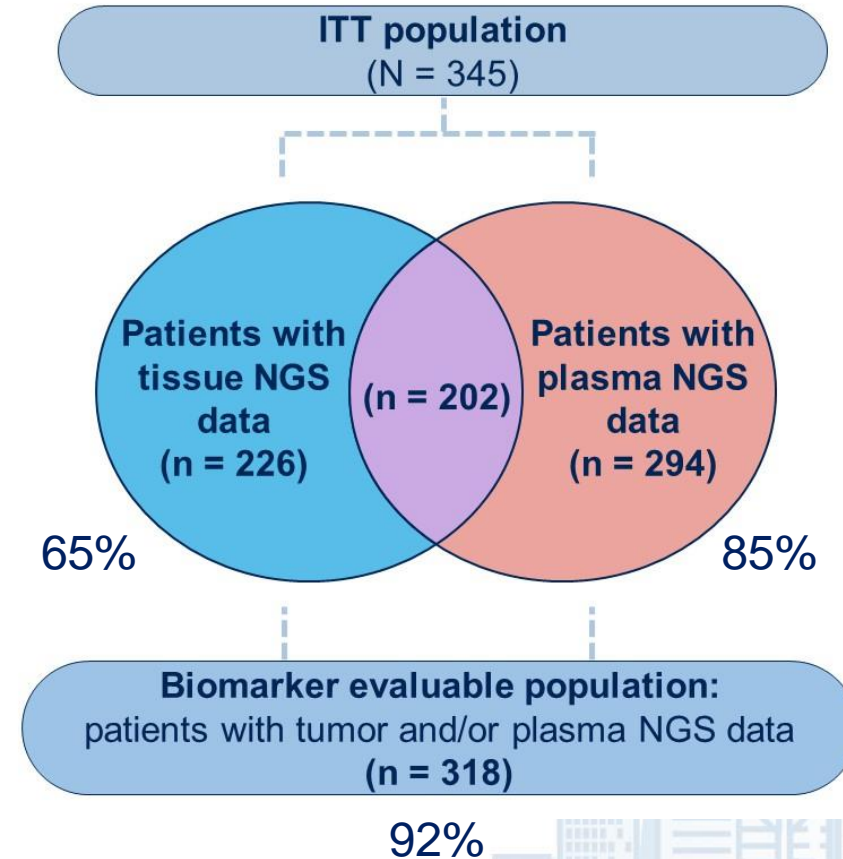 ITT population
(N = 345)
Patients with
tissue NGS
data
(n = 226)
(n = 202)
Patients with
plasma NGS
data
(n = 294)
65%
85%
Biomarker evaluable population:
patients with tumor and/or plasma NGS data
(n = 318)
92%